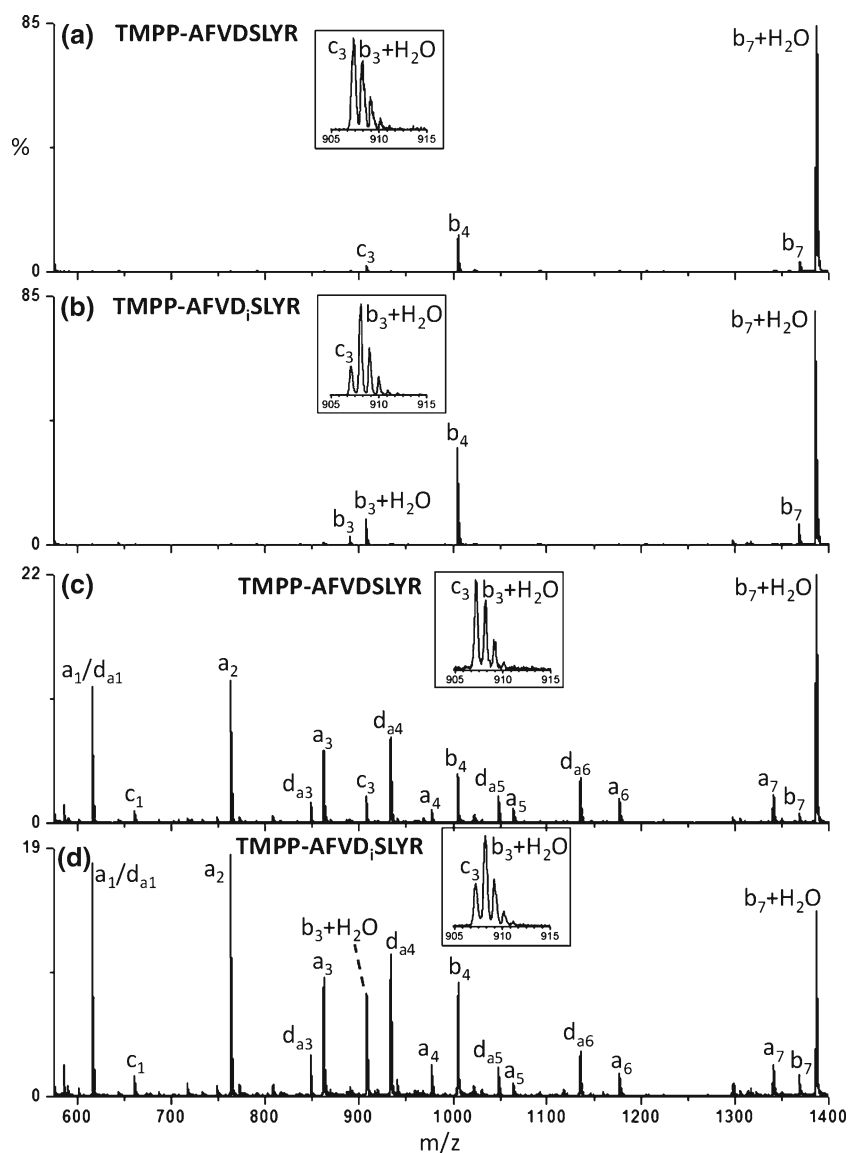 85
(a) TMPP-AFVDSLYR
c₃ b₃+H₂O
905 910 915
b₇+H₂O
%
b₄
c₃
b₇
0
85
(b) TMPP-AFVDᵢSLYR
b₃+H₂O
c₃
905 910 915
b₇+H₂O
b₄
b₃+H₂O
b₃
b₇
0
22
(c) TMPP-AFVDSLYR
c₃ b₃+H₂O
905 910 915
b₇+H₂O
a₁/dₐ₁
a₂
a₃
dₐ₄
b₄
dₐ₆
dₐ₃
c₃
dₐ₅
a₆
a₇
c₁
a₄
a₅
b₇
0
19
(d) TMPP-AFVDᵢSLYR
b₃+H₂O
c₃
905 910 915
a₁/dₐ₁
a₂
b₇+H₂O
b₃+H₂O
dₐ₄
a₃
b₄
dₐ₃
dₐ₆
c₁
a₄
dₐ₅
a₅
a₆
a₇
b₇
0
600 700 800 900 1000 1100 1200 1300 1400
m/z